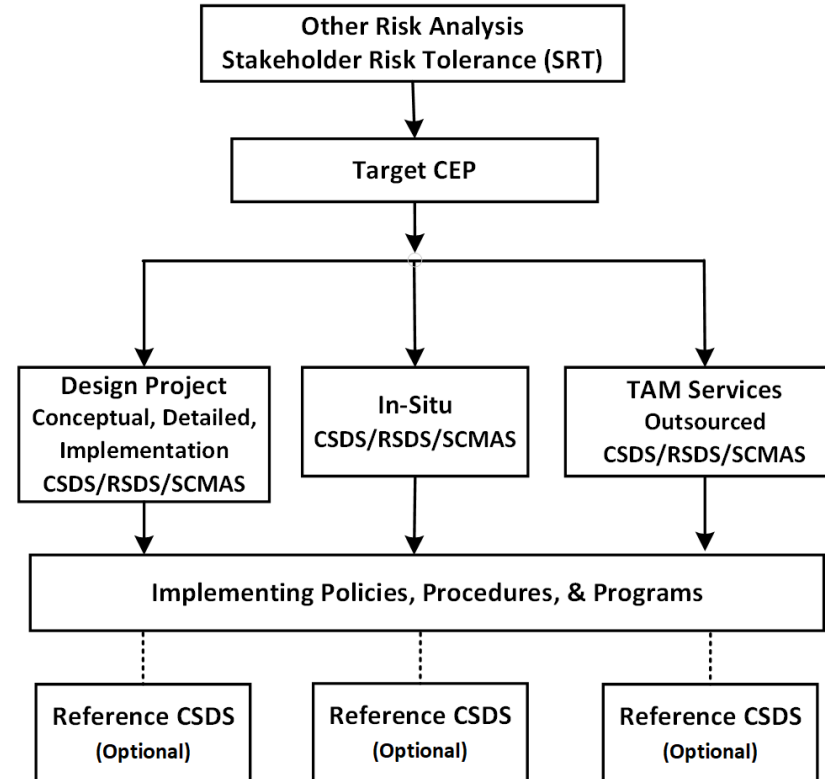 Other Risk Analysis
Stakeholder Risk Tolerance (SRT)
Target CEP
Design Project
Conceptual, Detailed,
Implementation
CSDS/RSDS/SCMAS
In-Situ
CSDS/RSDS/SCMAS
TAM Services
Outsourced
CSDS/RSDS/SCMAS
Implementing Policies, Procedures, & Programs
Reference CSDS
(Optional)
Reference CSDS
(Optional)
Reference CSDS
(Optional)